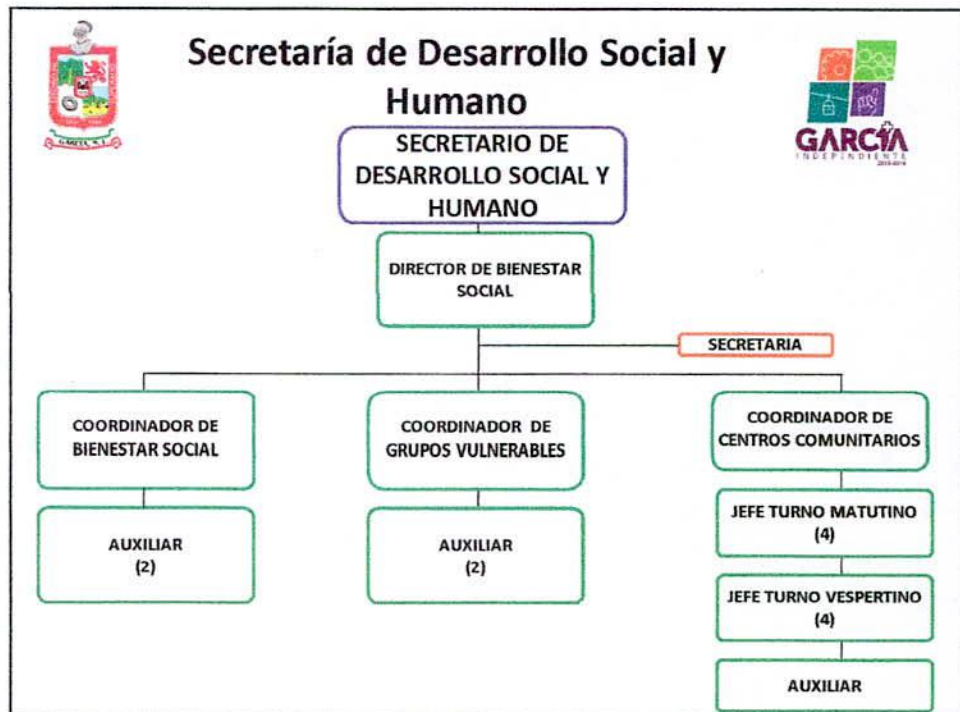 Secretaría de Desarrollo Social y
Humano
GARCÍA, N. L.
GARCÍA
INDEPENDIENTE
SECRETARIO DE
DESARROLLO SOCIAL Y
HUMANO
DIRECTOR DE BIENESTAR
SOCIAL
SECRETARIA
COORDINADOR DE
BIENESTAR SOCIAL
COORDINADOR DE
GRUPOS VULNERABLES
COORDINADOR DE
CENTROS COMUNITARIOS
AUXILIAR
(2)
AUXILIAR
(2)
JEFE TURNO MATUTINO
(4)
JEFE TURNO VESPERTINO
(4)
AUXILIAR